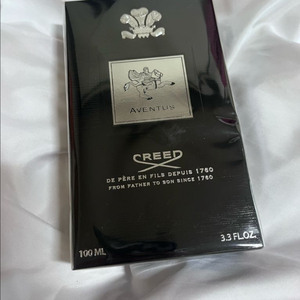 AVENTUS
CREED
DE PÈRE EN FILS DEPUIS 1760
FROM FATHER TO SON SINCE 1760
100 ML
3.3 FL.OZ.